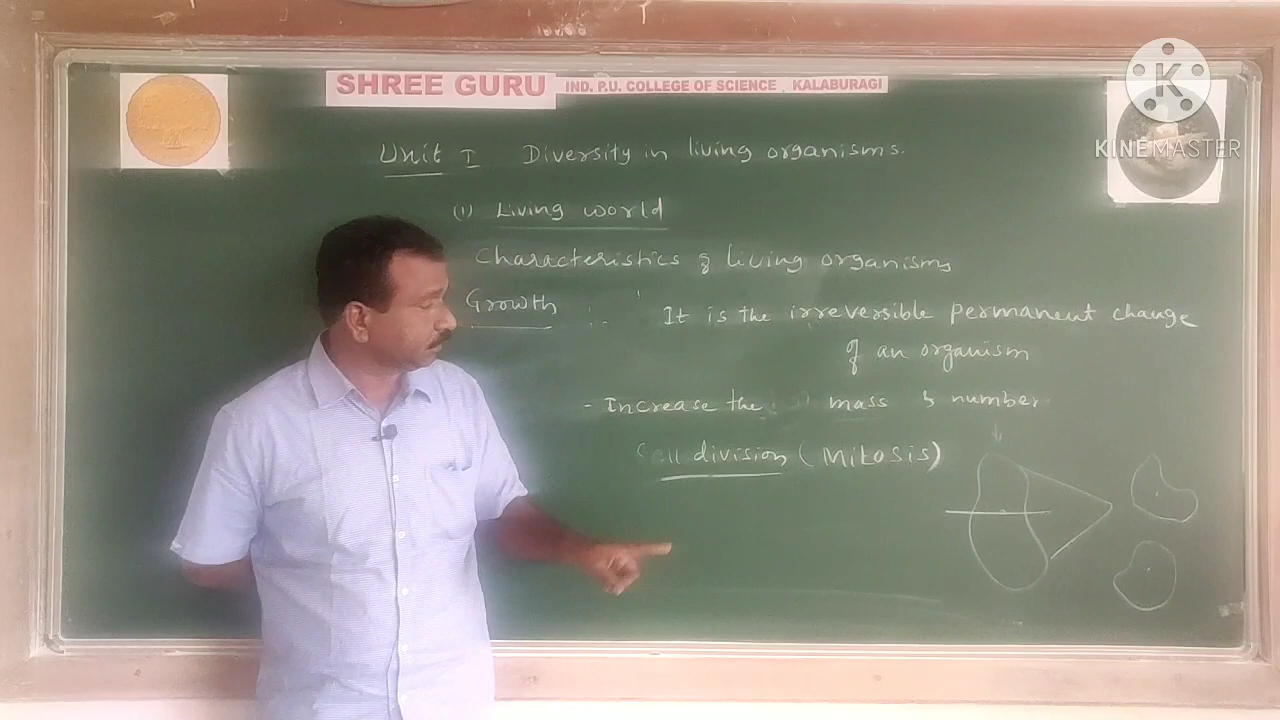 SHREE GURU IND. P.U. COLLEGE OF SCIENCE, KALABURAGI
KINEMASTER
Unit I Diversity in living organisms.
(1) Living world
Characteristics of living organisms
Growth :- It is the irreversible permanent change
of an organism
- Increase the mass & number
Cell division (Mitosis)